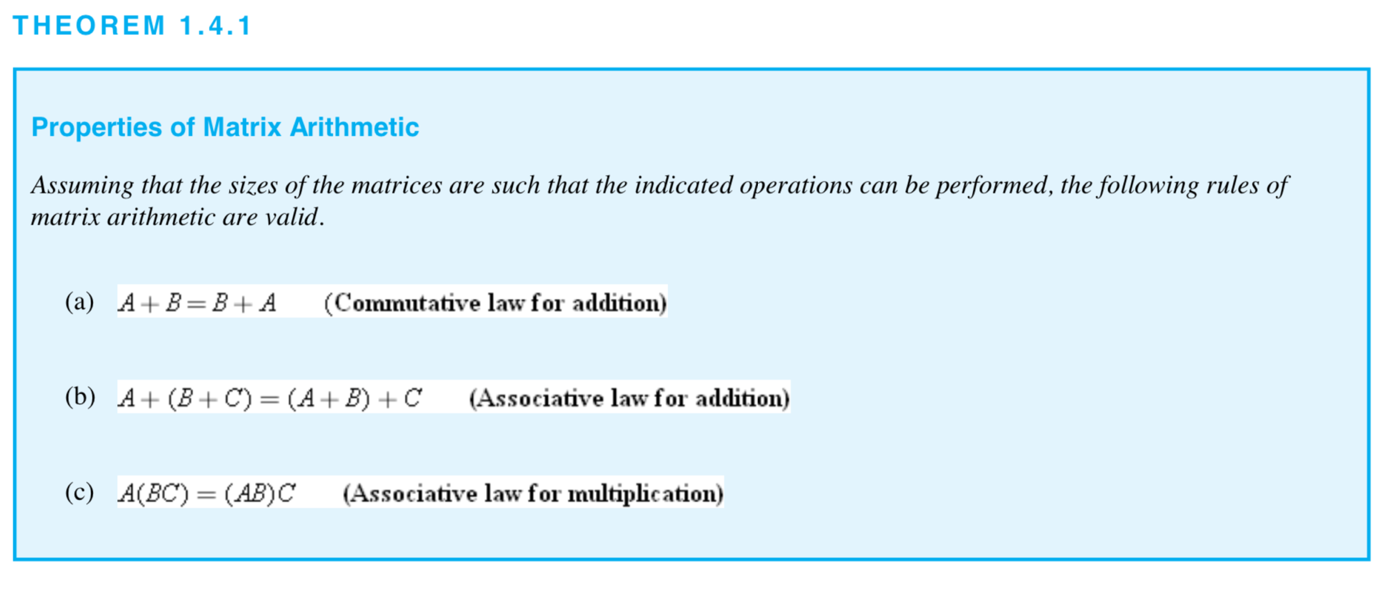 THEOREM 1.4.1
Properties of Matrix Arithmetic
Assuming that the sizes of the matrices are such that the indicated operations can be performed, the following rules of
matrix arithmetic are valid.
(a) A + B = B + A (Commutative law for addition)
(b) A + (B + C) = (A + B) + C (Associative law for addition)
(c) A(BC) = (AB)C (Associative law for multiplication)